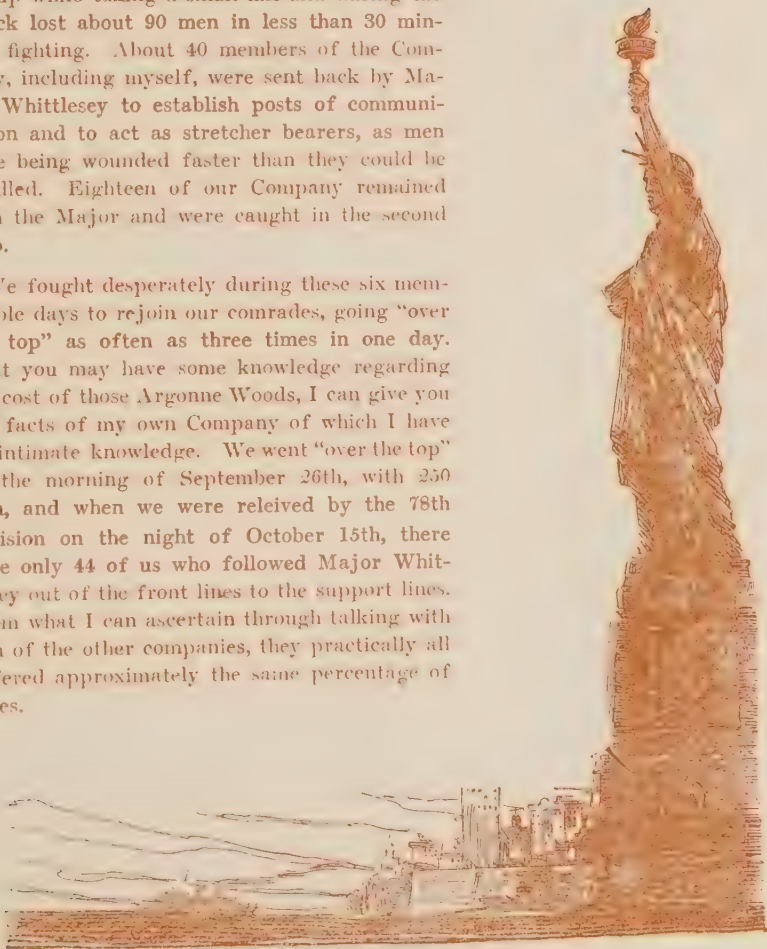 ck lost about 90 men in less than 30 min-
fighting. About 40 members of the Com-
, including myself, were sent back by Ma-
Whittlesey to establish posts of communi-
on and to act as stretcher bearers, as men
e being wounded faster than they could be
lled. Eighteen of our Company remained
the Major and were caught in the second
.
e fought desperately during these six mem-
ble days to rejoin our comrades, going "over
top" as often as three times in one day.
t you may have some knowledge regarding
cost of those Argonne Woods, I can give you
facts of my own Company of which I have
intimate knowledge. We went "over the top"
the morning of September 26th, with 250
, and when we were releived by the 78th
ision on the night of October 15th, there
e only 44 of us who followed Major Whit-
ey out of the front lines to the support lines.
m what I can ascertain through talking with
of the other companies, they practically all
ered approximately the same percentage of
es.